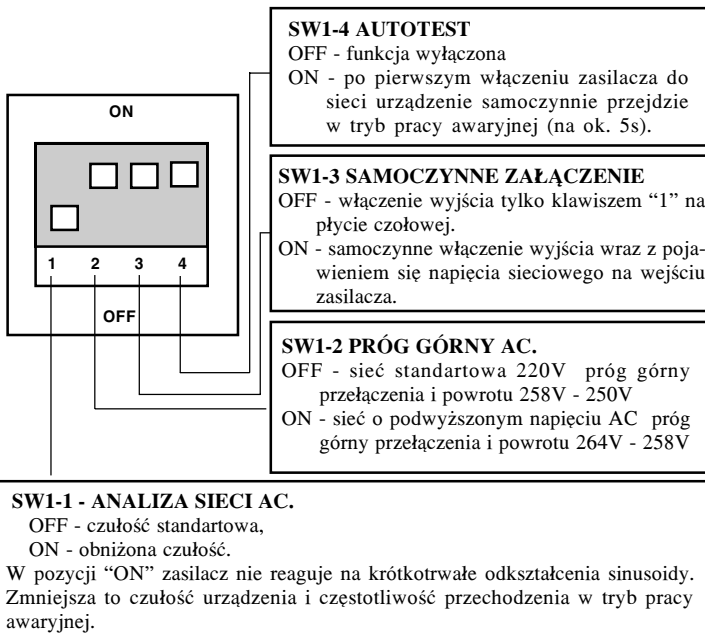 SW1-4 AUTOTEST
OFF - funkcja wyłączona
ON - po pierwszym włączeniu zasilacza do
sieci urządzenie samoczynnie przejdzie
w tryb pracy awaryjnej (na ok. 5s).
ON
1 2 3 4
OFF
SW1-3 SAMOCZYNNE ZAŁĄCZENIE
OFF - włączenie wyjścia tylko klawiszem “1” na
płycie czołowej.
ON - samoczynne włączenie wyjścia wraz z poja-
wieniem się napięcia sieciowego na wejściu
zasilacza.
SW1-2 PRÓG GÓRNY AC.
OFF - sieć standartowa 220V próg górny
przełączenia i powrotu 258V - 250V
ON - sieć o podwyższonym napięciu AC próg
górny przełączenia i powrotu 264V - 258V
SW1-1 - ANALIZA SIECI AC.
OFF - czułość standartowa,
ON - obniżona czułość.
W pozycji “ON” zasilacz nie reaguje na krótkotrwałe odkształcenia sinusoidy.
Zmniejsza to czułość urządzenia i częstotliwość przechodzenia w tryb pracy
awaryjnej.